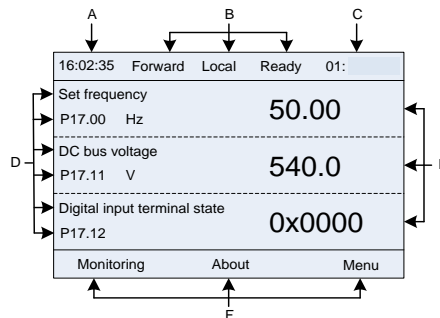 A B C
16:02:35 Forward Local Ready 01:
Set frequency
P17.00 Hz 50.00
DC bus voltage
D P17.11 V 540.0
Digital input terminal state
P17.12 0x0000
Monitoring About Menu
F